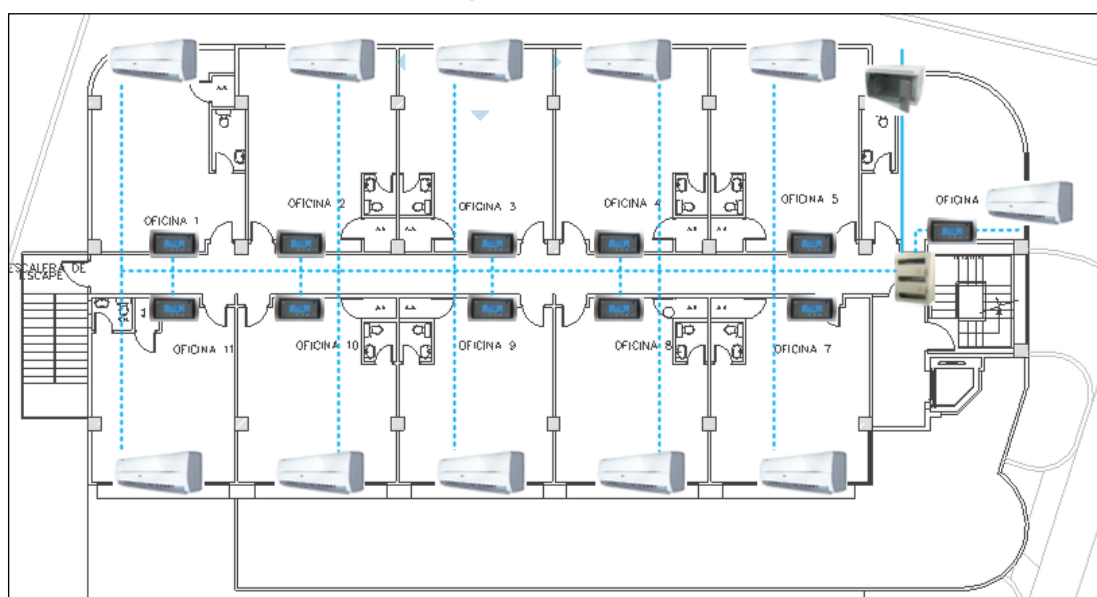 OFICINA 1
OFICINA 2
OFICINA 3
OFICINA 4
OFICINA 5
OFICINA
ESCALERA DE
ESCAPE
OFICINA 11
OFICINA 10
OFICINA 9
OFICINA 8
OFICINA 7